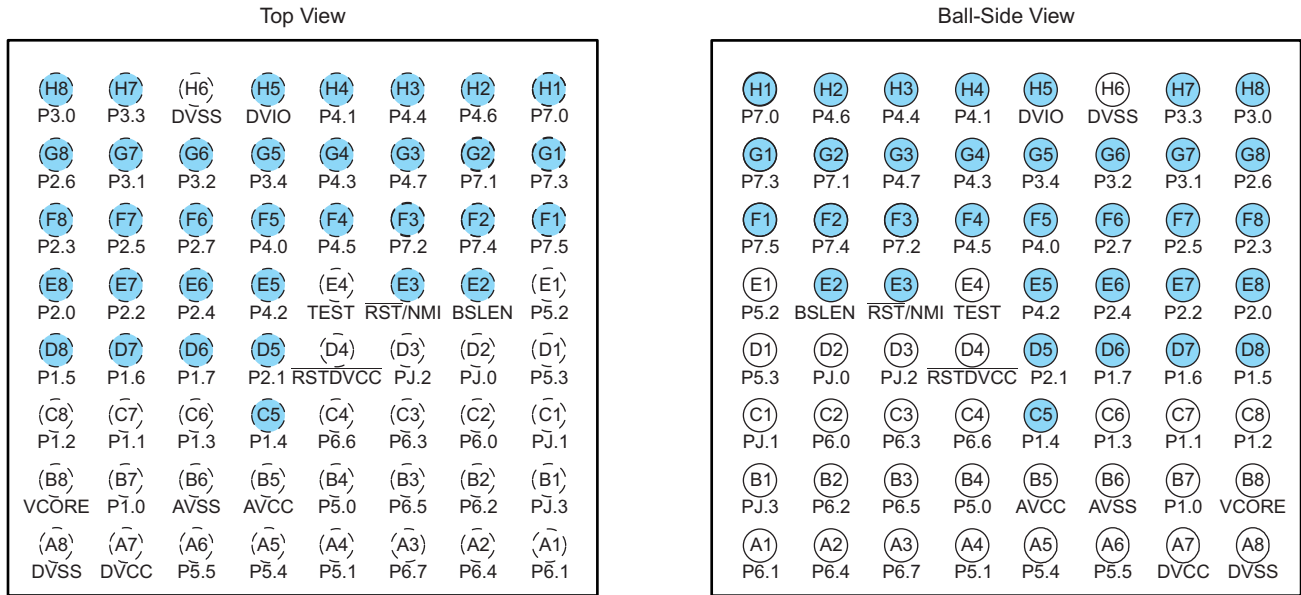 Top View
H8 H7 H6 H5 H4 H3 H2 H1
P3.0 P3.3 DVSS DVIO P4.1 P4.4 P4.6 P7.0
G8 G7 G6 G5 G4 G3 G2 G1
P2.6 P3.1 P3.2 P3.4 P4.3 P4.7 P7.1 P7.3
F8 F7 F6 F5 F4 F3 F2 F1
P2.3 P2.5 P2.7 P4.0 P4.5 P7.2 P7.4 P7.5
E8 E7 E6 E5 E4 E3 E2 E1
P2.0 P2.2 P2.4 P4.2 TEST RST/NMI BSLEN P5.2
D8 D7 D6 D5 D4 D3 D2 D1
P1.5 P1.6 P1.7 P2.1 RSTDVCC PJ.2 PJ.0 P5.3
C8 C7 C6 C5 C4 C3 C2 C1
P1.2 P1.1 P1.3 P1.4 P6.6 P6.3 P6.0 PJ.1
B8 B7 B6 B5 B4 B3 B2 B1
VCORE P1.0 AVSS AVCC P5.0 P6.5 P6.2 PJ.3
A8 A7 A6 A5 A4 A3 A2 A1
DVSS DVCC P5.5 P5.4 P5.1 P6.7 P6.4 P6.1
Ball-Side View
H1 H2 H3 H4 H5 H6 H7 H8
P7.0 P4.6 P4.4 P4.1 DVIO DVSS P3.3 P3.0
G1 G2 G3 G4 G5 G6 G7 G8
P7.3 P7.1 P4.7 P4.3 P3.4 P3.2 P3.1 P2.6
F1 F2 F3 F4 F5 F6 F7 F8
P7.5 P7.4 P7.2 P4.5 P4.0 P2.7 P2.5 P2.3
E1 E2 E3 E4 E5 E6 E7 E8
P5.2 BSLEN RST/NMI TEST P4.2 P2.4 P2.2 P2.0
D1 D2 D3 D4 D5 D6 D7 D8
P5.3 PJ.0 PJ.2 RSTDVCC P2.1 P1.7 P1.6 P1.5
C1 C2 C3 C4 C5 C6 C7 C8
PJ.1 P6.0 P6.3 P6.6 P1.4 P1.3 P1.1 P1.2
B1 B2 B3 B4 B5 B6 B7 B8
PJ.3 P6.2 P6.5 P5.0 AVCC AVSS P1.0 VCORE
A1 A2 A3 A4 A5 A6 A7 A8
P6.1 P6.4 P6.7 P5.1 P5.4 P5.5 DVCC DVSS